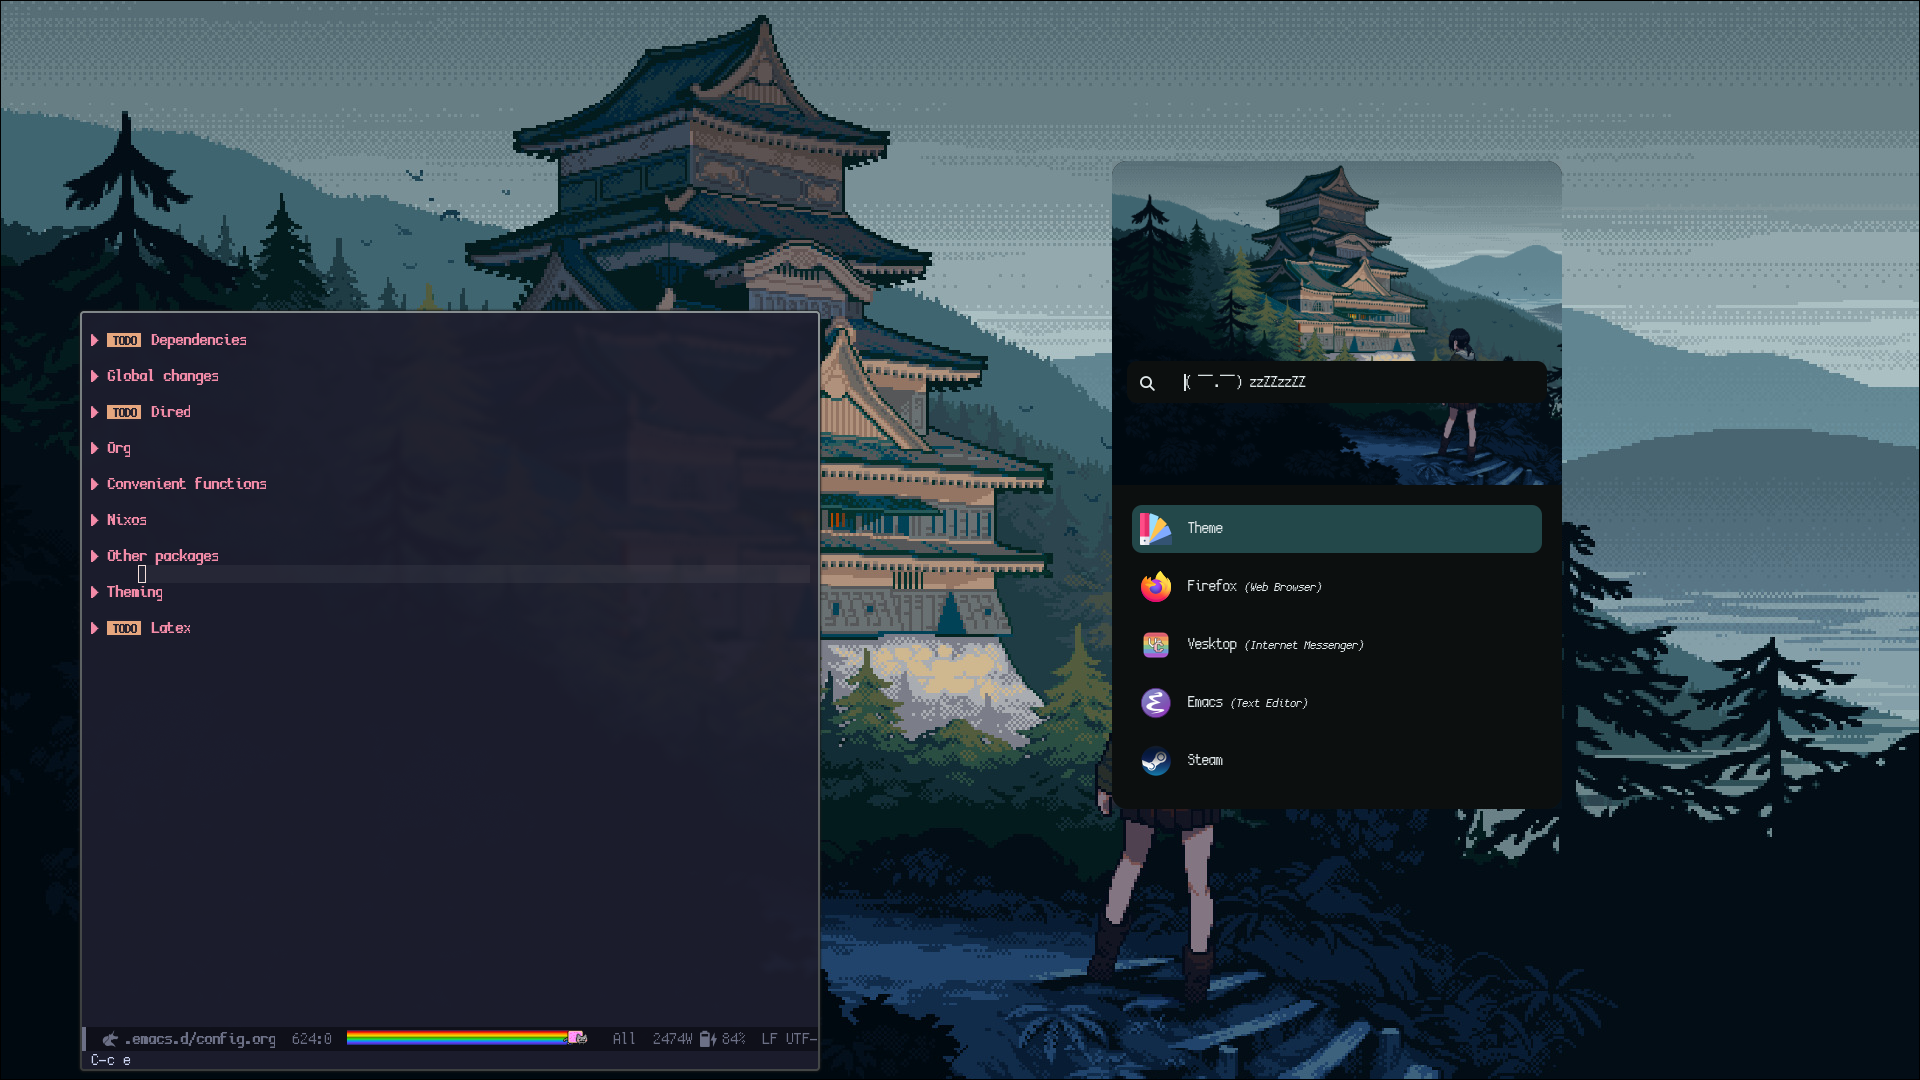 TODO Dependencies
Global changes
TODO Dired
Org
Convenient functions
Nixos
Other packages
Theming
TODO Latex
.emacs.d/config.org 624:0 All 2474W 84% LF UTF-
C-c e
( ￣.￣) zzZZzzZZ
Theme
Firefox (Web Browser)
Vesktop (Internet Messenger)
Emacs (Text Editor)
Steam